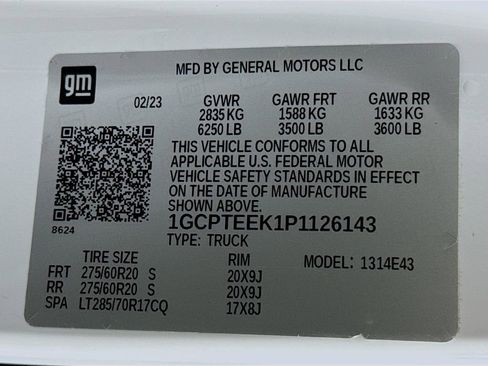 gm
MFD BY GENERAL MOTORS LLC
02/23 GVWR GAWR FRT GAWR RR
2835 KG 1588 KG 1633 KG
6250 LB 3500 LB 3600 LB
THIS VEHICLE CONFORMS TO ALL
APPLICABLE U.S. FEDERAL MOTOR
VEHICLE SAFETY STANDARDS IN EFFECT
ON THE DATE OF MANUFACTURE
SHOWN ABOVE.
8624 1GCPTEEK1P1126143
TYPE: TRUCK
TIRE SIZE RIM MODEL: 1314E43
FRT 275/60R20 S 20X9J
RR 275/60R20 S 20X9J
SPA LT285/70R17CQ 17X8J